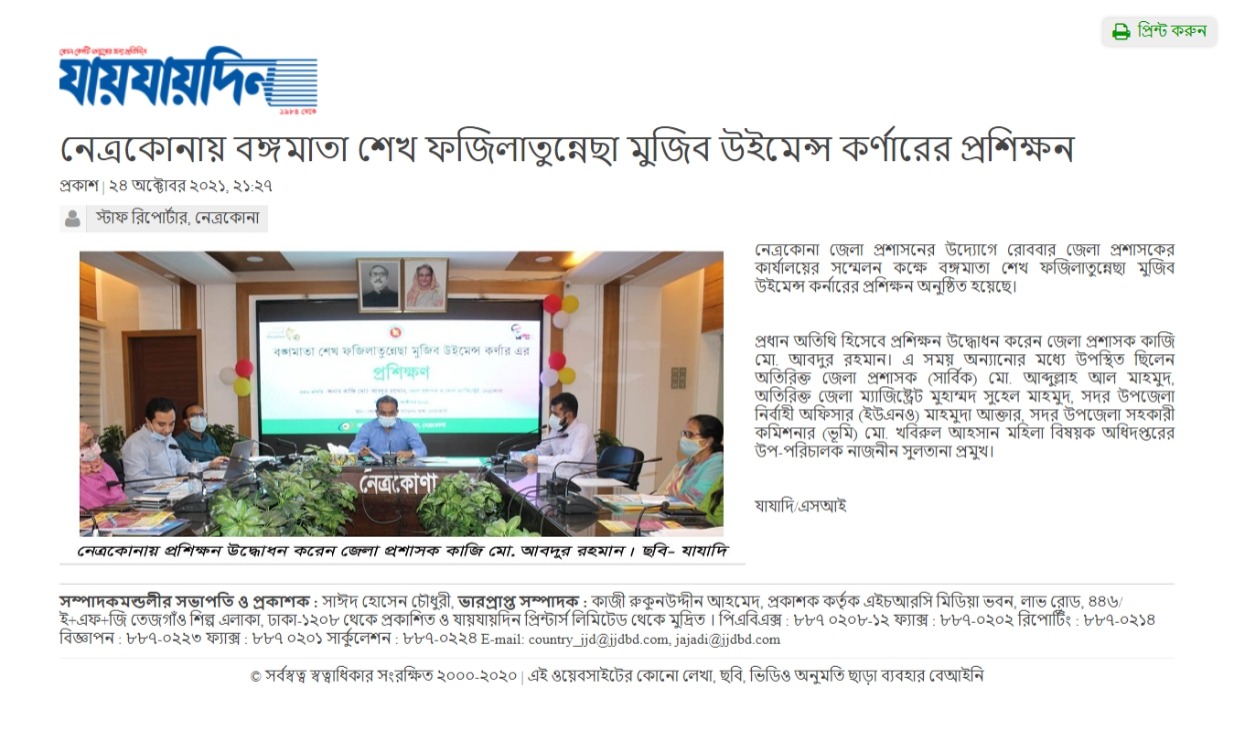 প্রিন্ট করুন
যায়যায়দিন
১৯৮৪ থেকে
নেত্রকোনায় বঙ্গমাতা শেখ ফজিলাতুন্নেছা মুজিব উইমেন্স কর্ণারের প্রশিক্ষন
প্রকাশ | ২৪ অক্টোবর ২০২১, ২১:২৭
স্টাফ রিপোর্টার, নেত্রকোনা
বঙ্গমাতা শেখ ফজিলাতুন্নেছা মুজিব উইমেন্স কর্ণার এর
প্রশিক্ষণ
নেত্রকোণা
নেত্রকোনায় প্রশিক্ষন উদ্ধোধন করেন জেলা প্রশাসক কাজি মো. আবদুর রহমান। ছবি- যাযাদি
নেত্রকোনা জেলা প্রশাসনের উদ্যোগে রোববার জেলা প্রশাসকের
কার্যালয়ের সম্মেলন কক্ষে বঙ্গমাতা শেখ ফজিলাতুন্নেছা মুজিব
উইমেন্স কর্নারের প্রশিক্ষন অনুষ্ঠিত হয়েছে।
প্রধান অতিথি হিসেবে প্রশিক্ষন উদ্ধোধন করেন জেলা প্রশাসক কাজি
মো. আবদুর রহমান। এ সময় অন্যানোর মধ্যে উপস্থিত ছিলেন
অতিরিক্ত জেলা প্রশাসক (সার্বিক) মো. আব্দুল্লাহ আল মাহমুদ,
অতিরিক্ত জেলা ম্যাজিষ্ট্রেট মুহাম্মদ সুহেল মাহমুদ, সদর উপজেলা
নির্বাহী অফিসার (ইউএনও) মাহমুদা আক্তার, সদর উপজেলা সহকারী
কমিশনার (ভূমি) মো. খবিরুল আহসান মহিলা বিষয়ক অধিদপ্তরের
উপ-পরিচালক নাজনীন সুলতানা প্রমুখ।
যাযাদি/এসআই
সম্পাদকমন্ডলীর সভাপতি ও প্রকাশক : সাঈদ হোসেন চৌধুরী, ভারপ্রাপ্ত সম্পাদক : কাজী রুকুনউদ্দীন আহমেদ, প্রকাশক কর্তৃক এইচআরসি মিডিয়া ভবন, লাভ রোড, ৪৪৬/
ই+এফ+জি তেজগাঁও শিল্প এলাকা, ঢাকা-১২০৮ থেকে প্রকাশিত ও যায়যায়দিন প্রিন্টার্স লিমিটেড থেকে মুদ্রিত । পিএবিএক্স : ৮৮৭ ০২০৮-১২ ফ্যাক্স : ৮৮৭-০২০২ রিপোর্টিং : ৮৮৭-০২১৪
বিজ্ঞাপন : ৮৮৭-০২২৩ ফ্যাক্স : ৮৮৭ ০২০১ সার্কুলেশন : ৮৮৭-০২২৪ E-mail: country_jjd@jjdbd.com, jajadi@jjdbd.com
© সর্বস্বত্ব স্বত্বাধিকার সংরক্ষিত ২০০০-২০২০ | এই ওয়েবসাইটের কোনো লেখা, ছবি, ভিডিও অনুমতি ছাড়া ব্যবহার বেআইনি